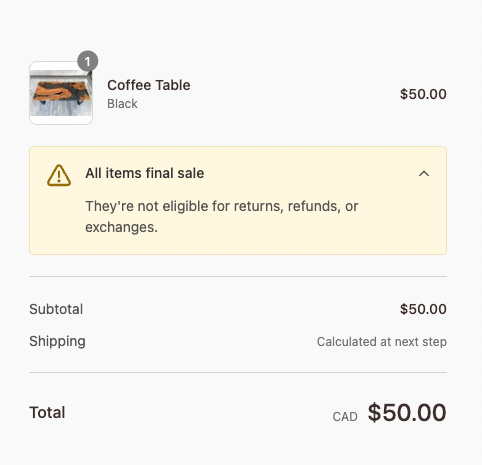 1
Coffee Table
Black
$50.00
All items final sale
They're not eligible for returns, refunds, or
exchanges.
Subtotal
$50.00
Shipping
Calculated at next step
Total
CAD $50.00